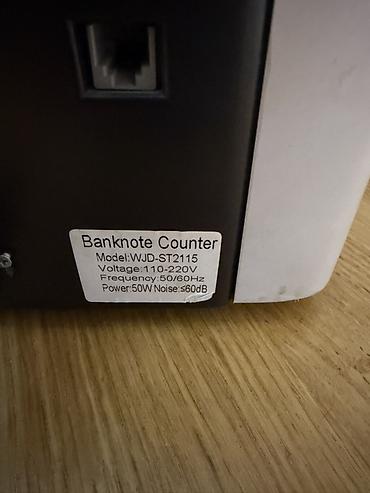 Banknote Counter
Model:WJD-ST2115
Voltage:110-220V
Frequency:50/60Hz
Power:50W Noise:≤60dB